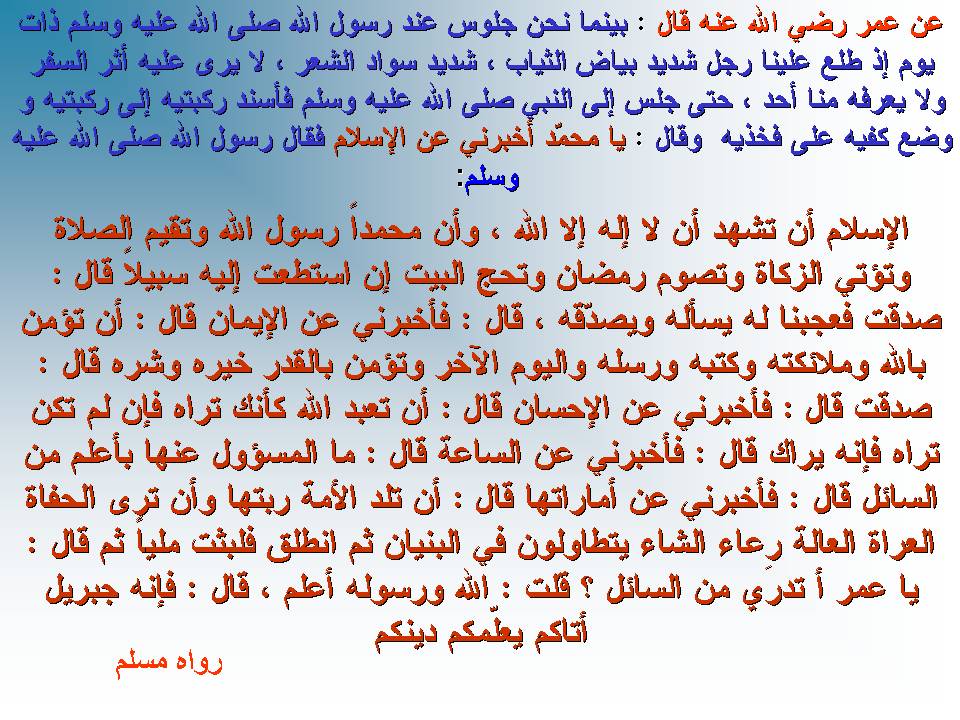 عن عمر رضي الله عنه قال : بينما نحن جلوس عند رسول الله صلى الله عليه وسلم ذات
يوم إذ طلع علينا رجل شديد بياض الثياب ، شديد سواد الشعر ، لا يرى عليه أثر السفر
ولا يعرفه منا أحد ، حتى جلس إلى النبي صلى الله عليه وسلم فأسند ركبتيه إلى ركبتيه و
وضع كفيه على فخذيه وقال : يا محمّد أخبرني عن الإسلام فقال رسول الله صلى الله عليه
وسلم:
الإسلام أن تشهد أن لا إله إلا الله ، وأن محمداً رسول الله وتقيم الصلاة
وتؤتي الزكاة وتصوم رمضان وتحج البيت إن استطعت إليه سبيلاً قال :
صدقت فعجبنا له يسأله ويصدّقه ، قال : فأخبرني عن الإيمان قال : أن تؤمن
بالله وملائكته وكتبه ورسله واليوم الآخر وتؤمن بالقدر خيره وشره قال :
صدقت قال : فأخبرني عن الإحسان قال : أن تعبد الله كأنك تراه فإن لم تكن
تراه فإنه يراك قال : فأخبرني عن الساعة قال : ما المسؤول عنها بأعلم من
السائل قال : فأخبرني عن أماراتها قال : أن تلد الأمة ربتها وأن ترى الحفاة
العراة العالة رِعاء الشاء يتطاولون في البنيان ثم انطلق فلبثت ملياً ثم قال :
يا عمر أ تدري من السائل ؟ قلت : الله ورسوله أعلم ، قال : فإنه جبريل
أتاكم يعلّمكم دينكم
رواه مسلم